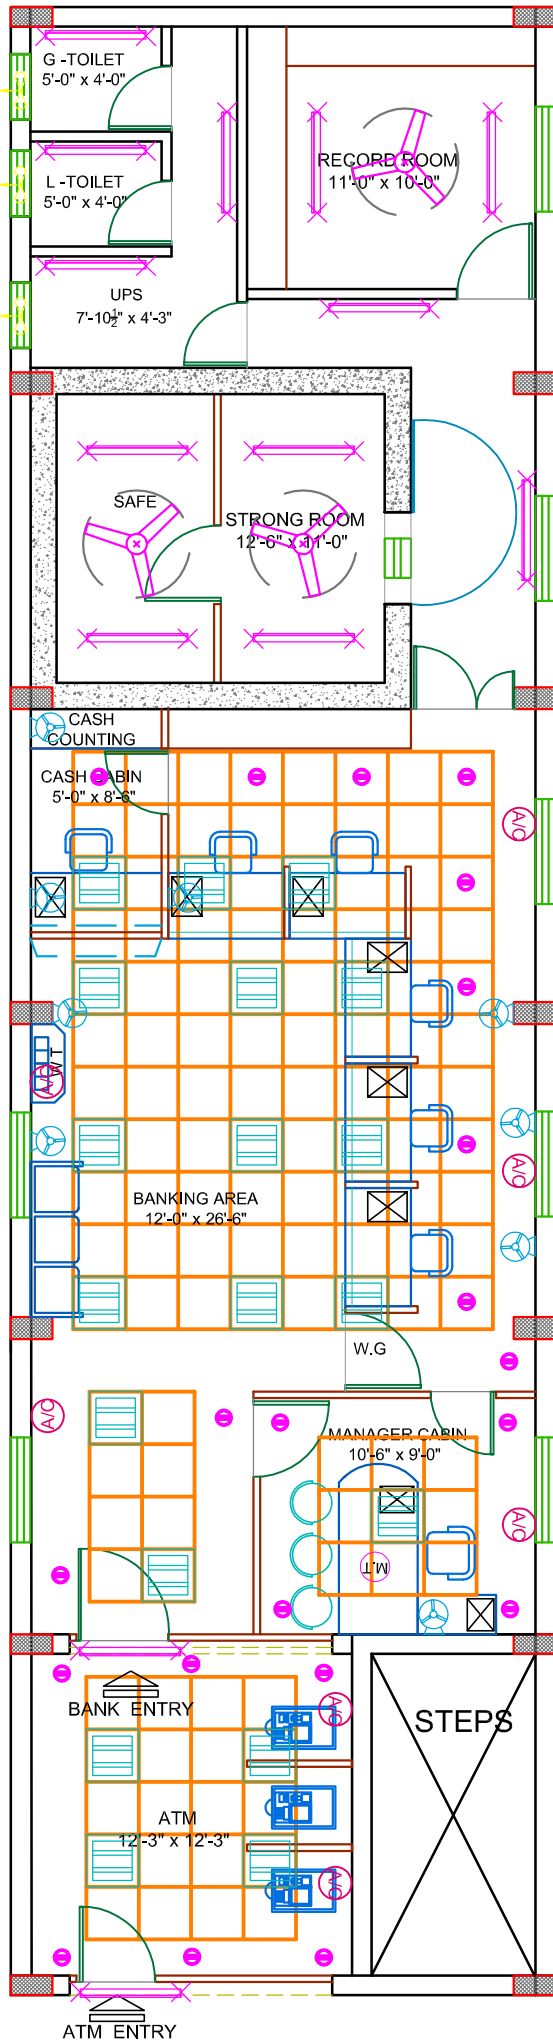 G -TOILET
5'-0" x 4'-0"
RECORD ROOM
11'-0" x 10'-0"
L -TOILET
5'-0" x 4'-0"
UPS
7'-10½" x 4'-3"
SAFE
STRONG ROOM
12'-6" x 11'-0"
CASH
COUNTING
CASH CABIN
5'-0" x 8'-6"
A/C
W.T
A/C
A/C
BANKING AREA
12'-0" x 26'-6"
W.G
A/C
MANAGER CABIN
10'-6" x 9'-0"
A/C
M.T
BANK ENTRY
A/C
STEPS
ATM
12'-3" x 12'-3"
A/C
ATM ENTRY